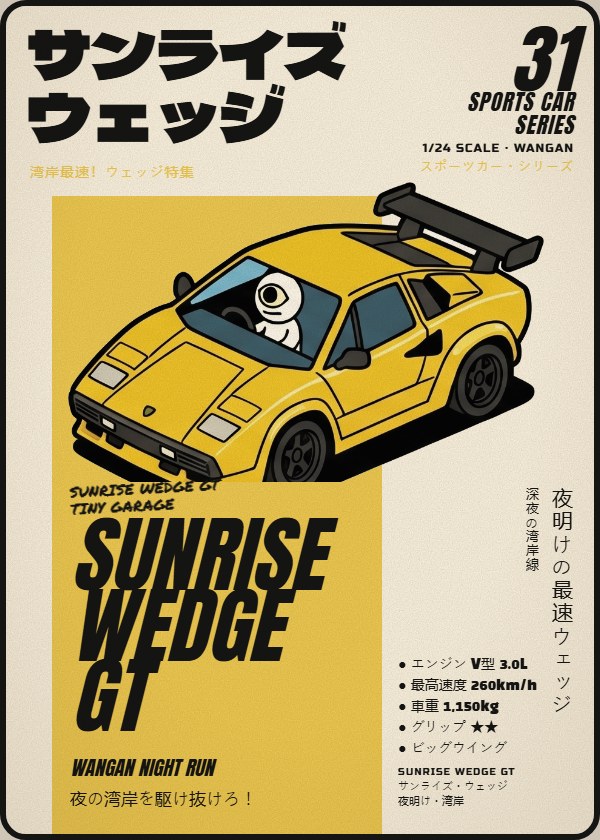 サンライズ
ウェッジ
湾岸最速！ウェッジ特集
31
SPORTS CAR
SERIES
1/24 SCALE・WANGAN
スポーツカー・シリーズ
SUNRISE WEDGE GT
TINY GARAGE
SUNRISE
WEDGE
GT
WANGAN NIGHT RUN
夜の湾岸を駆け抜けろ！
夜明けの最速ウェッジ
深夜の湾岸線
● エンジン V型 3.0L
● 最高速度 260km/h
● 車重 1,150kg
● グリップ ★★
● ビッグウイング
SUNRISE WEDGE GT
サンライズ・ウェッジ
夜明け・湾岸